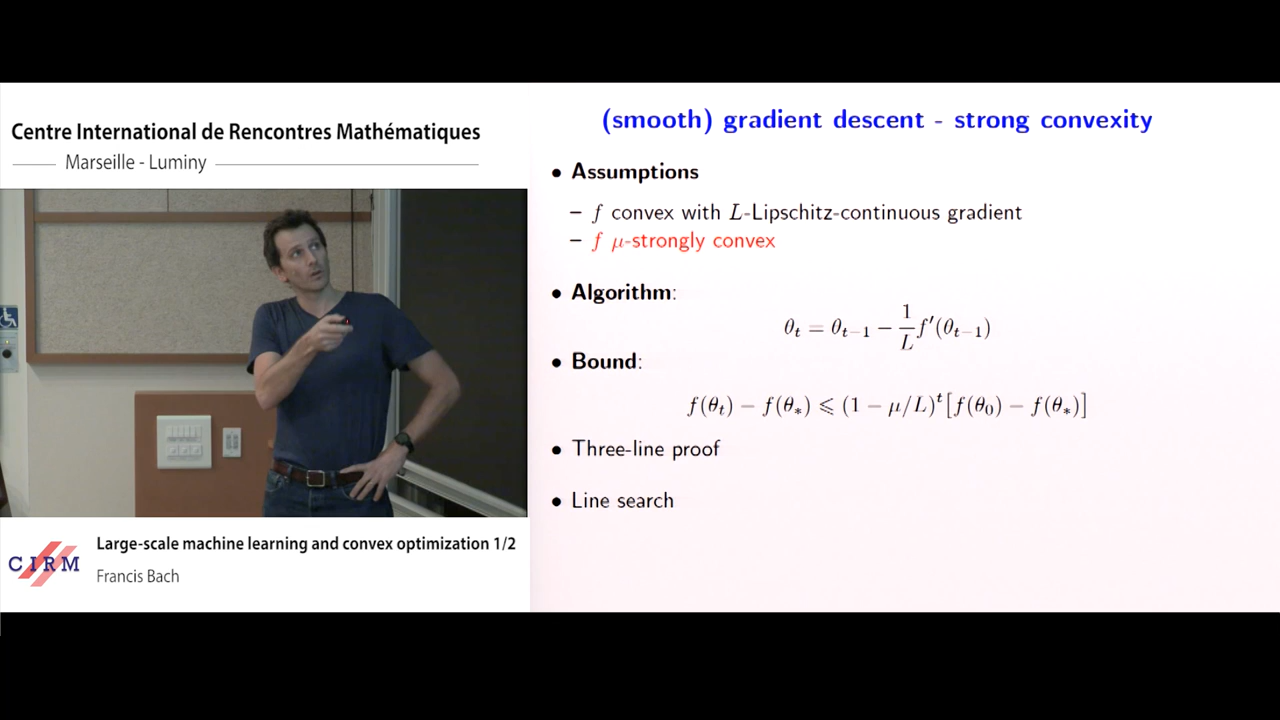 Centre International de Rencontres Mathématiques
Marseille - Luminy
CIRM
Large-scale machine learning and convex optimization 1/2
Francis Bach
(smooth) gradient descent - strong convexity
• Assumptions
– f convex with L-Lipschitz-continuous gradient
– f μ-strongly convex
• Algorithm:
θ_t = θ_{t−1} − \frac{1}{L} f′(θ_{t−1})
• Bound:
f(θ_t) − f(θ_*) ⩽ (1 − μ/L)^t [f(θ_0) − f(θ_*)]
• Three-line proof
• Line search